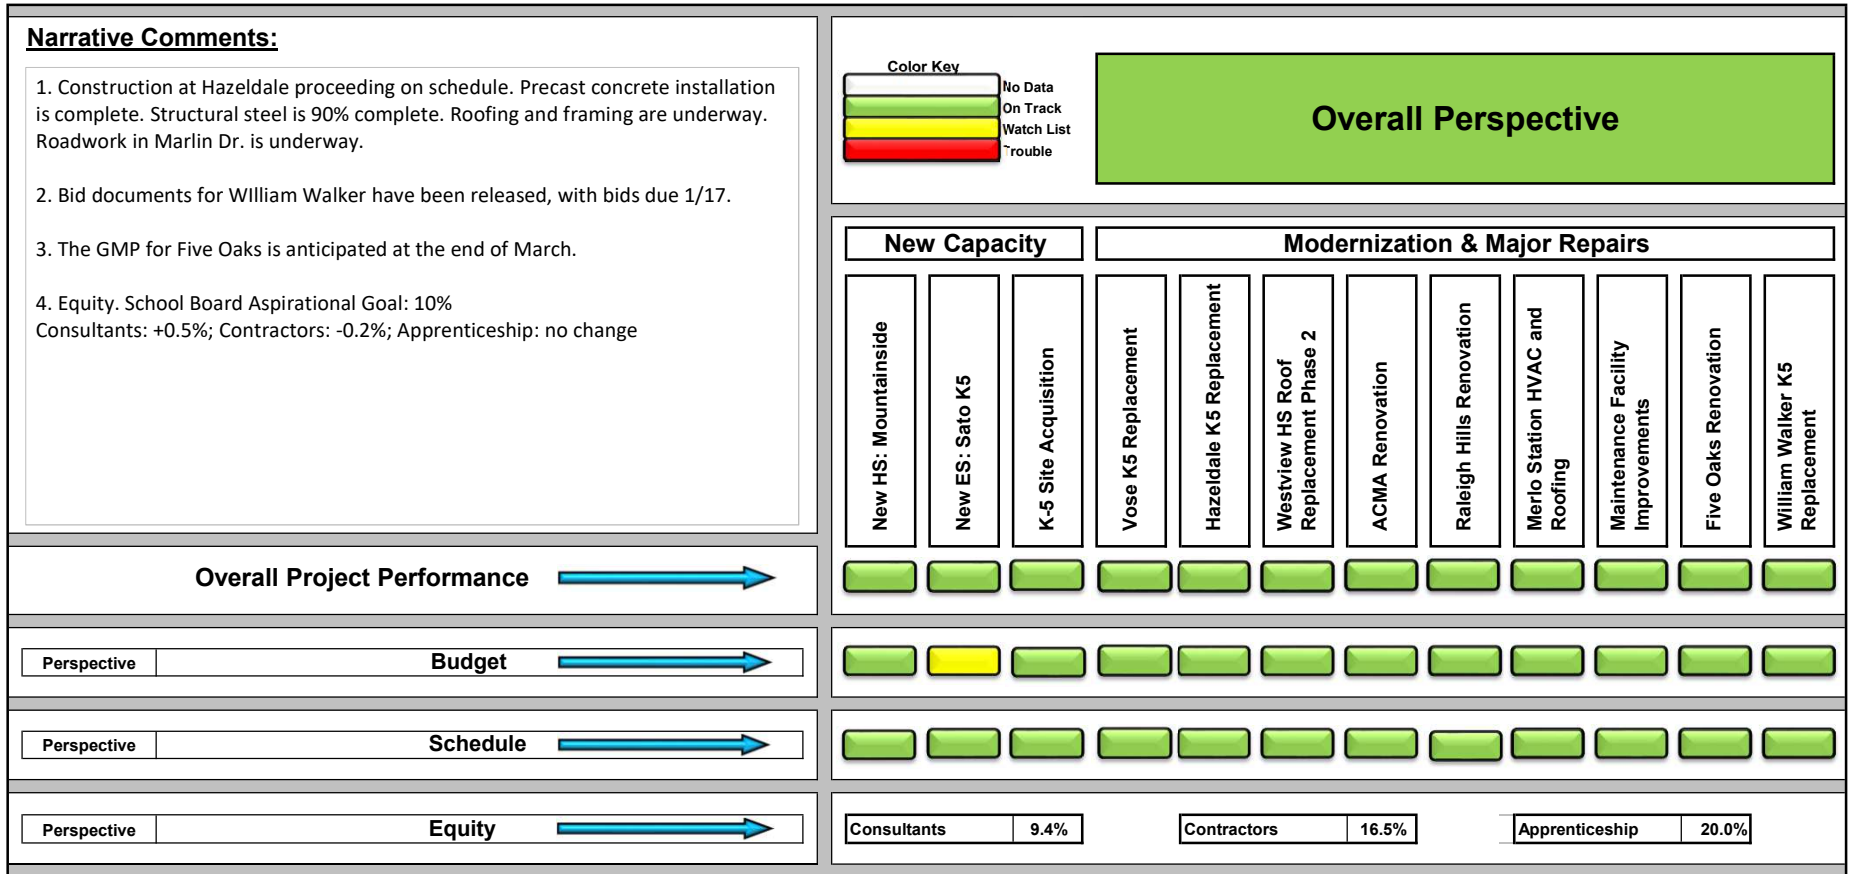 Narrative Comments:
1. Construction at Hazeldale proceeding on schedule. Precast concrete installation
is complete. Structural steel is 90% complete. Roofing and framing are underway.
Roadwork in Marlin Dr. is underway.
2. Bid documents for WIlliam Walker have been released, with bids due 1/17.
3. The GMP for Five Oaks is anticipated at the end of March.
4. Equity. School Board Aspirational Goal: 10%
Consultants: +0.5%; Contractors: -0.2%; Apprenticeship: no change
Color Key
No Data
On Track
Watch List
Trouble
Overall Perspective
New Capacity
Modernization & Major Repairs
New HS: Mountainside
New ES: Sato K5
K-5 Site Acquisition
Vose K5 Replacement
Hazeldale K5 Replacement
Westview HS Roof
Replacement Phase 2
ACMA Renovation
Raleigh Hills Renovation
Merlo Station HVAC and
Roofing
Maintenance Facility
Improvements
Five Oaks Renovation
William Walker K5
Replacement
Overall Project Performance
Perspective Budget
Perspective Schedule
Perspective Equity
Consultants 9.4%
Contractors 16.5%
Apprenticeship 20.0%